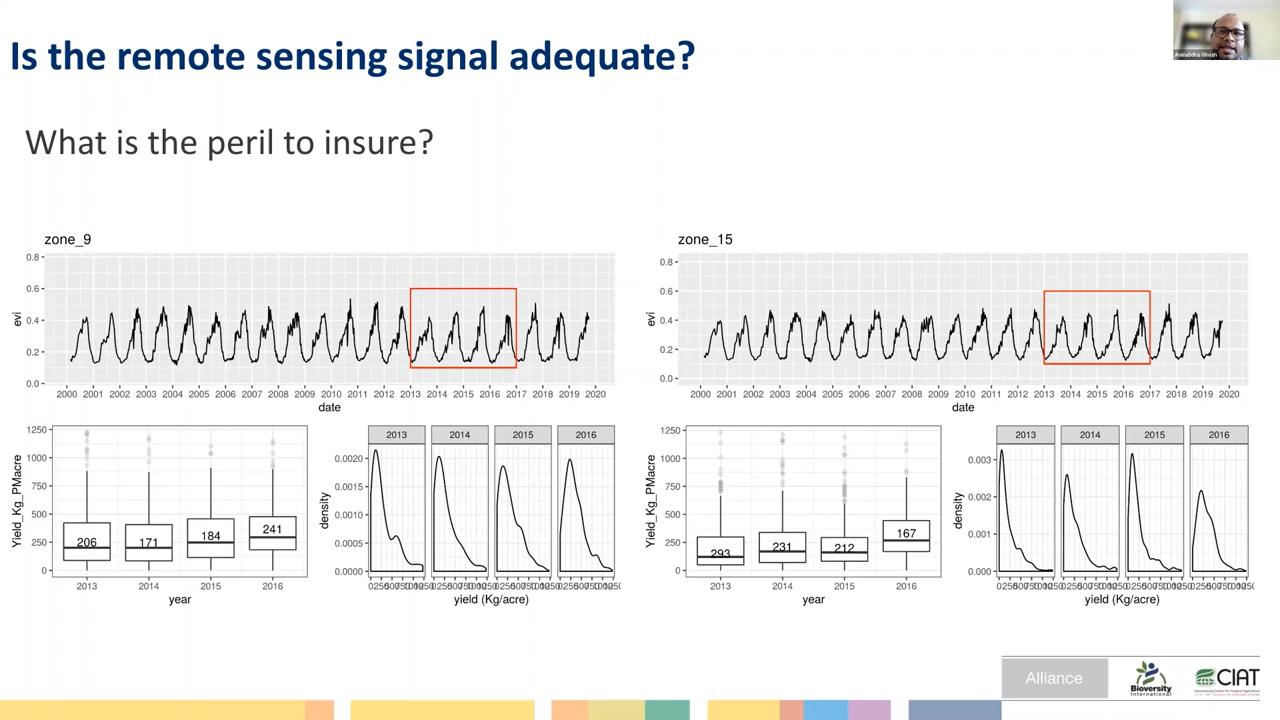 Is the remote sensing signal adequate?
Aniruddha Ghosh
What is the peril to insure?
zone_9
0.8
0.6
0.4
0.2
0.0
evi
2000 2001 2002 2003 2004 2005 2006 2007 2008 2009 2010 2011 2012 2013 2014 2015 2016 2017 2018 2019 2020
date
zone_15
0.8
0.6
0.4
0.2
0.0
evi
2000 2001 2002 2003 2004 2005 2006 2007 2008 2009 2010 2011 2012 2013 2014 2015 2016 2017 2018 2019 2020
date
1250
1000
750
500
250
0
Yield_Kg_PMacre
206 171 184 241
2013 2014 2015 2016
year
2013 2014 2015 2016
0.0020
0.0015
0.0010
0.0005
0.0000
density
yield (Kg/acre)
1250
1000
750
500
250
0
Yield_Kg_PMacre
293 231 212 167
2013 2014 2015 2016
year
2013 2014 2015 2016
0.003
0.002
0.001
0.000
density
yield (Kg/acre)
Alliance
Bioversity
International
CIAT
International Center for Tropical Agriculture